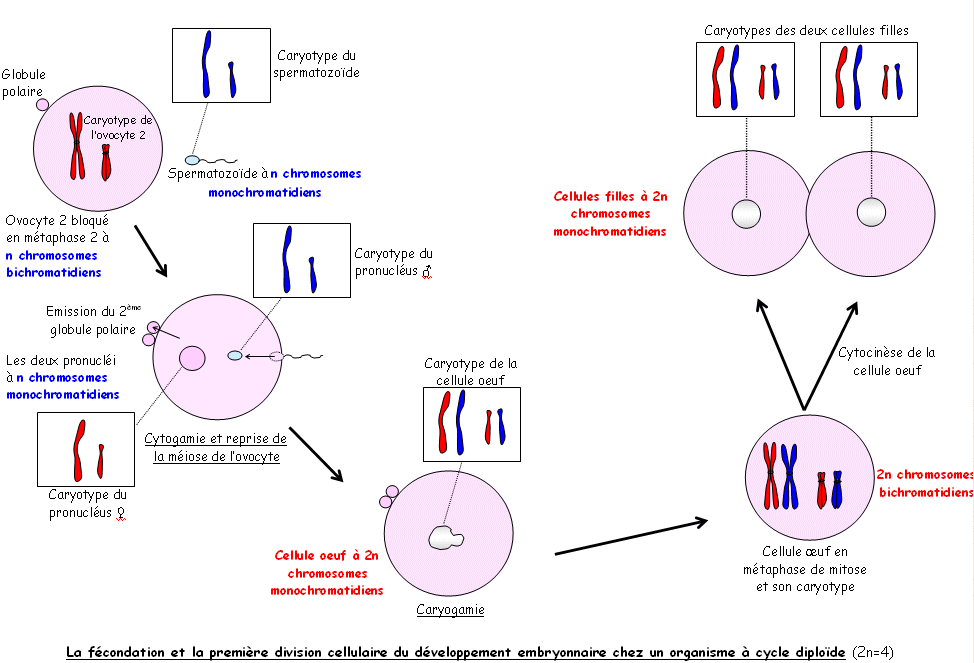 Caryotype du
spermatozoïde
Globule
polaire
Caryotype de
l'ovocyte 2
Spermatozoïde à n chromosomes
monochromatidiens
Ovocyte 2 bloqué
en métaphase 2 à
n chromosomes
bichromatidiens
Caryotype du
pronucléus ♂
Emission du 2ème
globule polaire
Les deux pronucléi
à n chromosomes
monochromatidiens
Cytogamie et reprise de
la méiose de l'ovocyte
Caryotype du
pronucléus ♀
Caryotype de la
cellule oeuf
Cellule oeuf à 2n
chromosomes
monochromatidiens
Caryogamie
Caryotypes des deux cellules filles
Cellules filles à 2n
chromosomes
monochromatidiens
Cytocinèse de la
cellule oeuf
2n chromosomes
bichromatidiens
Cellule œuf en
métaphase de mitose
et son caryotype
La fécondation et la première division cellulaire du développement embryonnaire chez un organisme à cycle diploïde (2n=4)